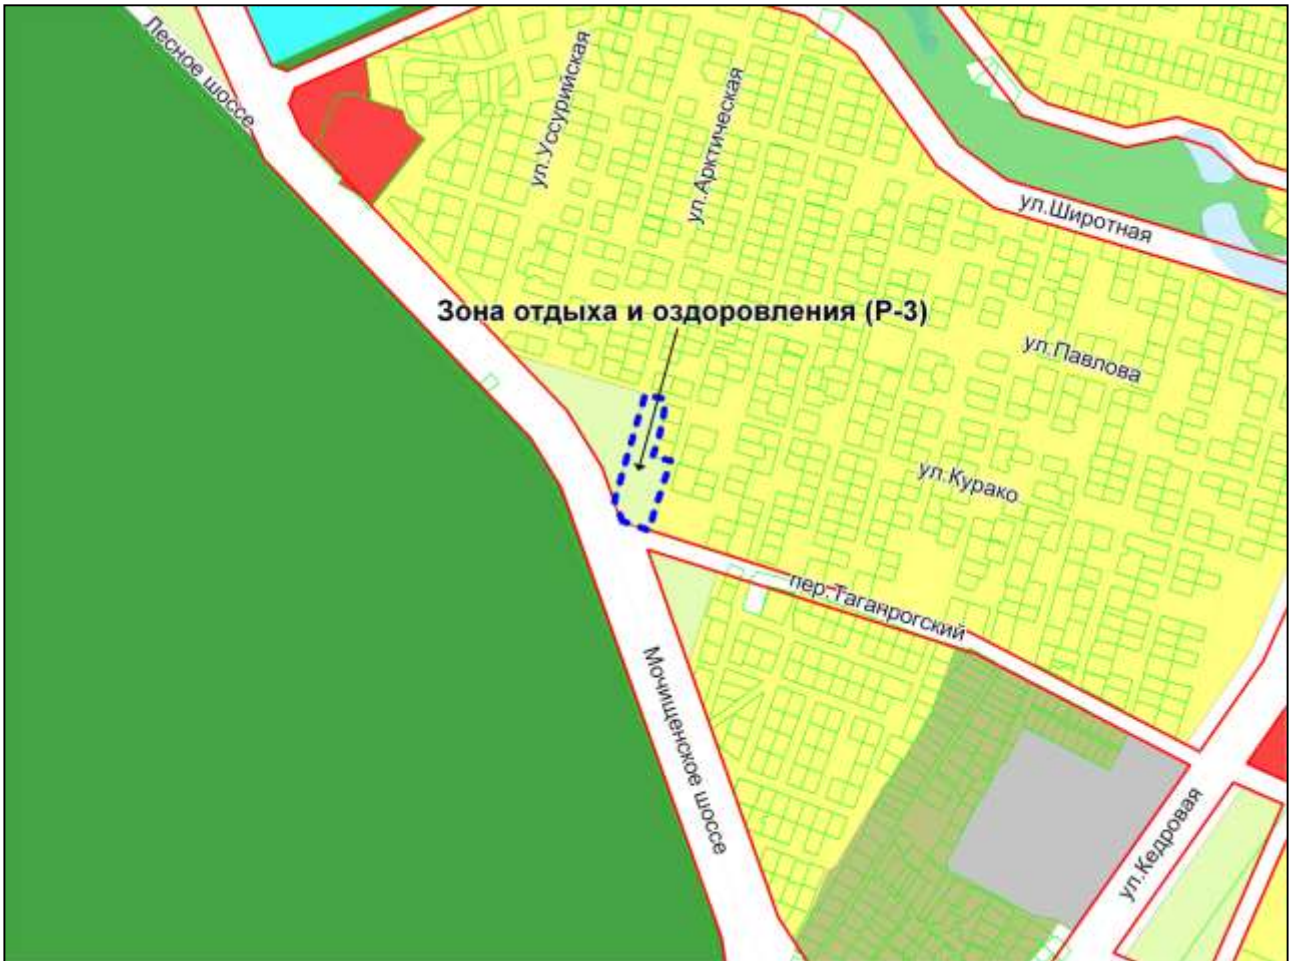 Лесное шоссе
ул.Уссурийская
ул.Арктическая
ул.Широтная
Зона отдыха и оздоровления (Р-3)
ул.Павлова
ул.Курако
пер.Таганрогский
Мочищенское шоссе
ул.Кедровая